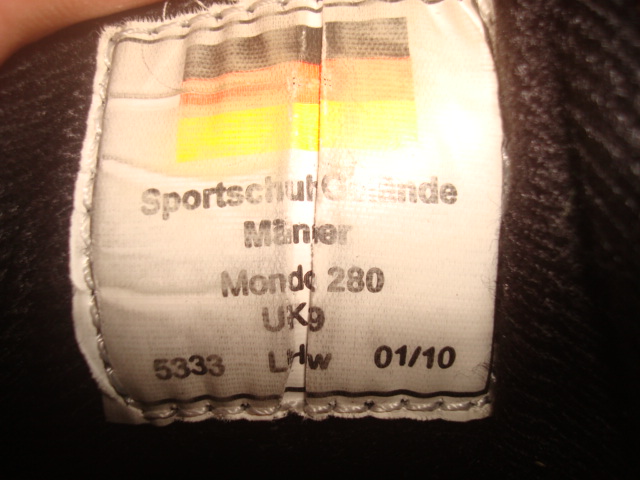 Sportschuh Gelände
Männer
Mondo 280
UK9
5333 LHw 01/10